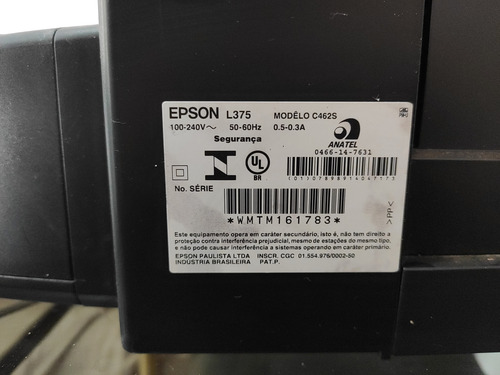 EPSON L375 MODÊLO C462S
100-240V~ 50-60Hz 0.5-0.3A
Segurança
ANATEL
0466-14-7631
N
UL
BR
(01)07898914047173
No. SÉRIE
*WMTM161783*
>PP<
Este equipamento opera em caráter secundário, isto é, não tem direito a
proteção contra interferência prejudicial, mesmo de estações do mesmo tipo,
e não pode causar interferência a sistemas operando em caráter primário.
EPSON PAULISTA LTDA INSCR. CGC 01.554.976/0002-50
INDÚSTRIA BRASILEIRA PAT.P.